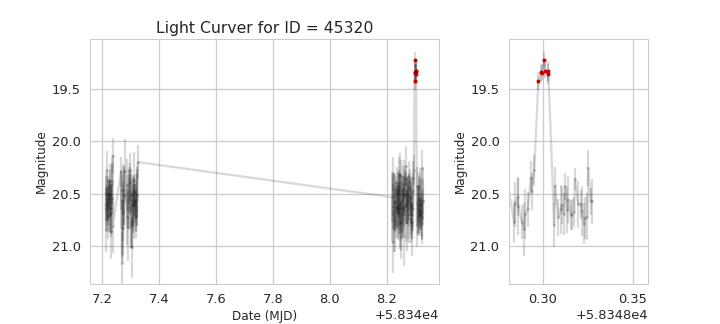 Light Curver for ID = 45320
Magnitude
19.5
20.0
20.5
21.0
7.2 7.4 7.6 7.8 8.0 8.2
Date (MJD)
+5.834e4
Magnitude
19.5
20.0
20.5
21.0
0.30 0.35
+5.8348e4